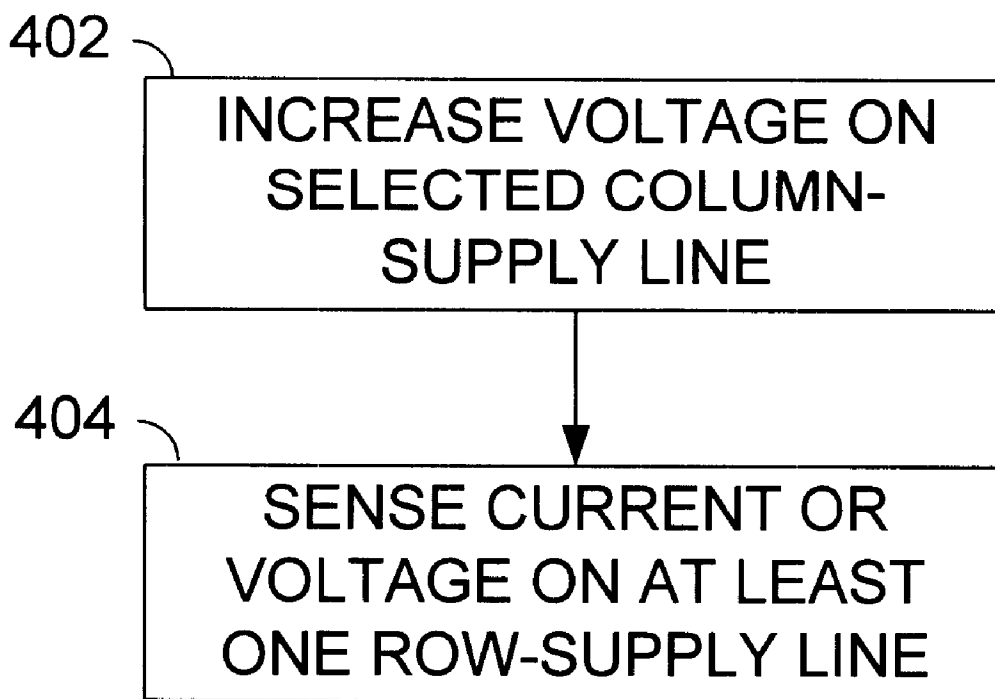 402
INCREASE VOLTAGE ON
SELECTED COLUMN-
SUPPLY LINE
404
SENSE CURRENT OR
VOLTAGE ON AT LEAST
ONE ROW-SUPPLY LINE